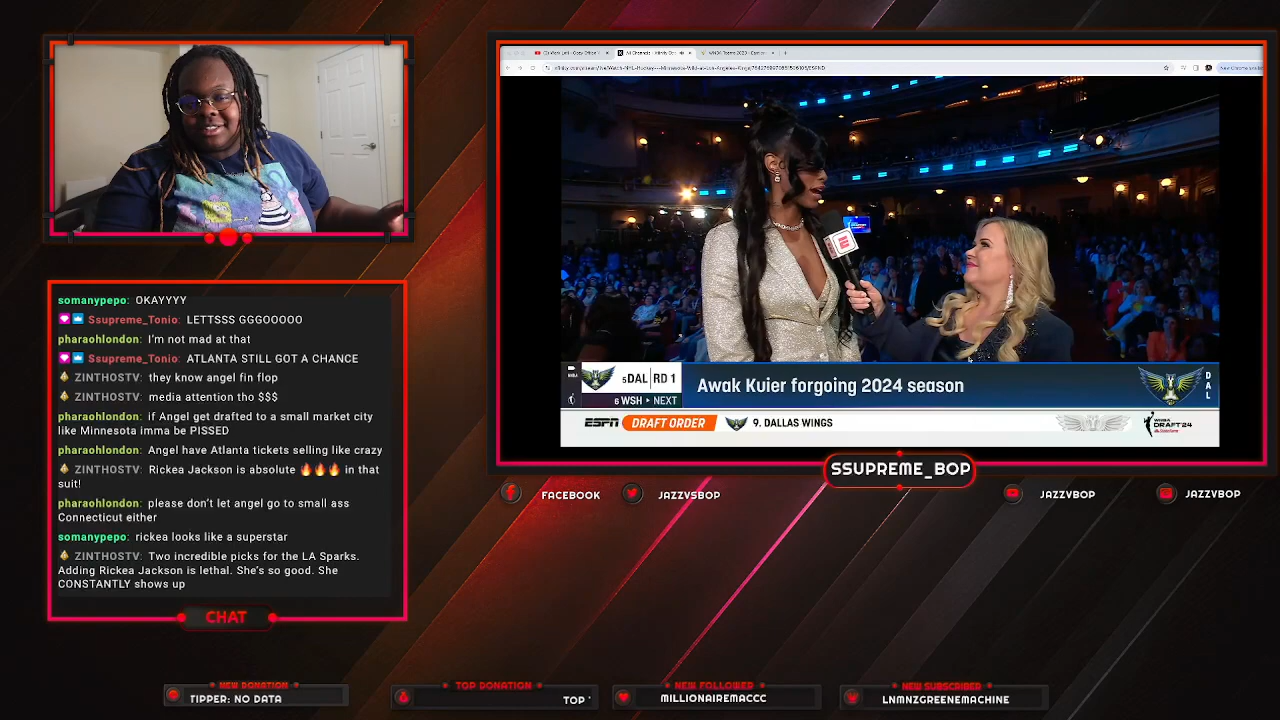 somanypepo: OKAYYYY
Ssupreme_Tonio: LETTSSS GGGOOOOO
pharaohlondon: I'm not mad at that
Ssupreme_Tonio: ATLANTA STILL GOT A CHANCE
ZINTHOSTV: they know angel fin flop
ZINTHOSTV: media attention tho $$$
pharaohlondon: if Angel get drafted to a small market city
like Minnesota imma be PISSED
pharaohlondon: Angel have Atlanta tickets selling like crazy
ZINTHOSTV: Rickea Jackson is absolute 🔥🔥🔥 in that
suit!
pharaohlondon: please don't let angel go to small ass
Connecticut either
somanypepo: rickea looks like a superstar
ZINTHOSTV: Two incredible picks for the LA Sparks.
Adding Rickea Jackson is lethal. She's so good. She
CONSTANTLY shows up
CHAT
5 DAL RD 1
6 WSH ▸ NEXT
Awak Kuier forgoing 2024 season
DAL
ESPN DRAFT ORDER 9. DALLAS WINGS
DRAFT '24
SSUPREME_BOP
FACEBOOK
JAZZVSBOP
JAZZVBOP
JAZZVBOP
NEW DONATION
TIPPER: NO DATA
TOP DONATION
TOP
NEW FOLLOWER
MILLIONAIREMACCC
NEW SUBSCRIBER
LNMNZGREENEMACHINE